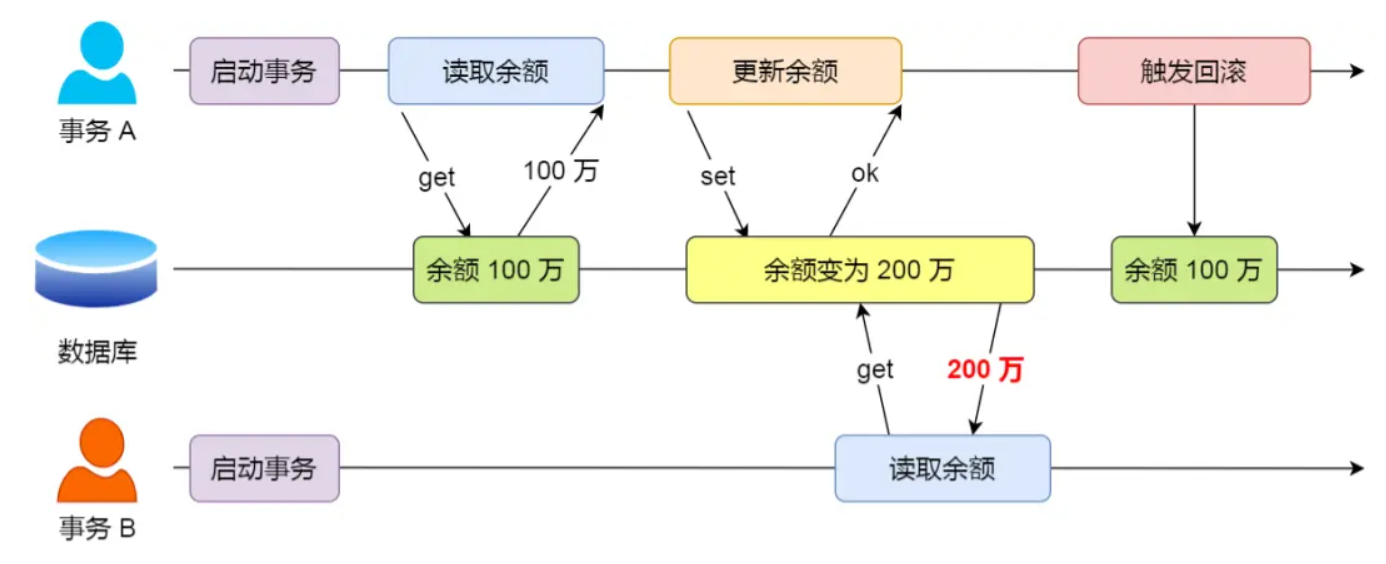 启动事务
读取余额
更新余额
触发回滚
事务 A
get
100 万
set
ok
余额 100 万
余额变为 200 万
余额 100 万
数据库
get
200 万
启动事务
读取余额
事务 B